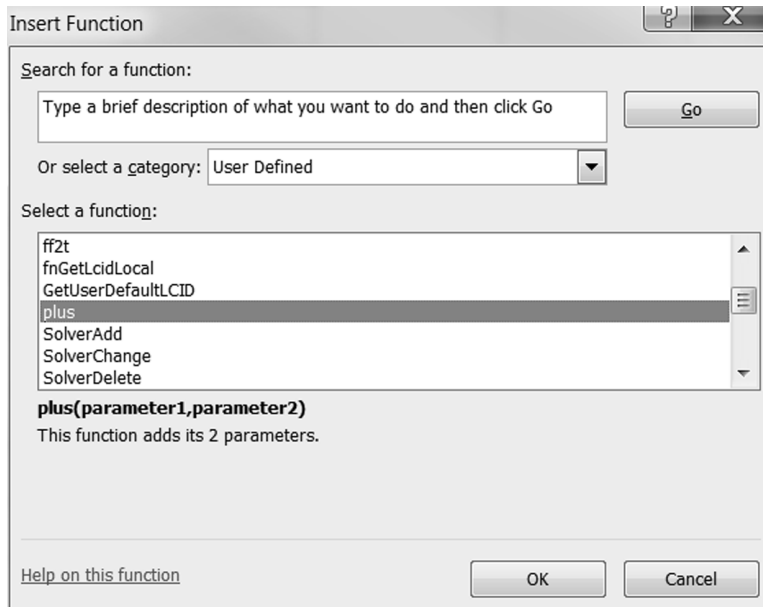 Insert Function
Search for a function:
Type a brief description of what you want to do and then click Go
Go
Or select a category: User Defined
Select a function:
ff2t
fnGetLcidLocal
GetUserDefaultLCID
plus
SolverAdd
SolverChange
SolverDelete
plus(parameter1,parameter2)
This function adds its 2 parameters.
Help on this function
OK
Cancel